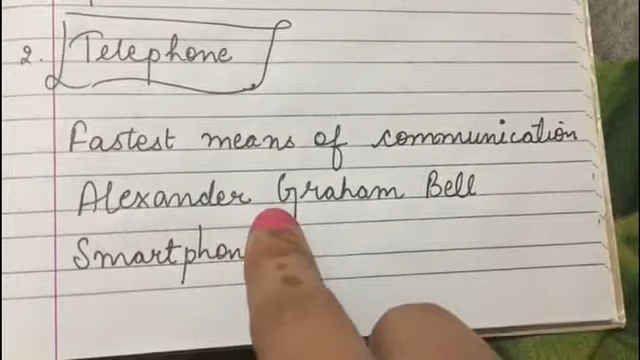 2. Telephone
Fastest means of communication
Alexander Graham Bell
Smartphon